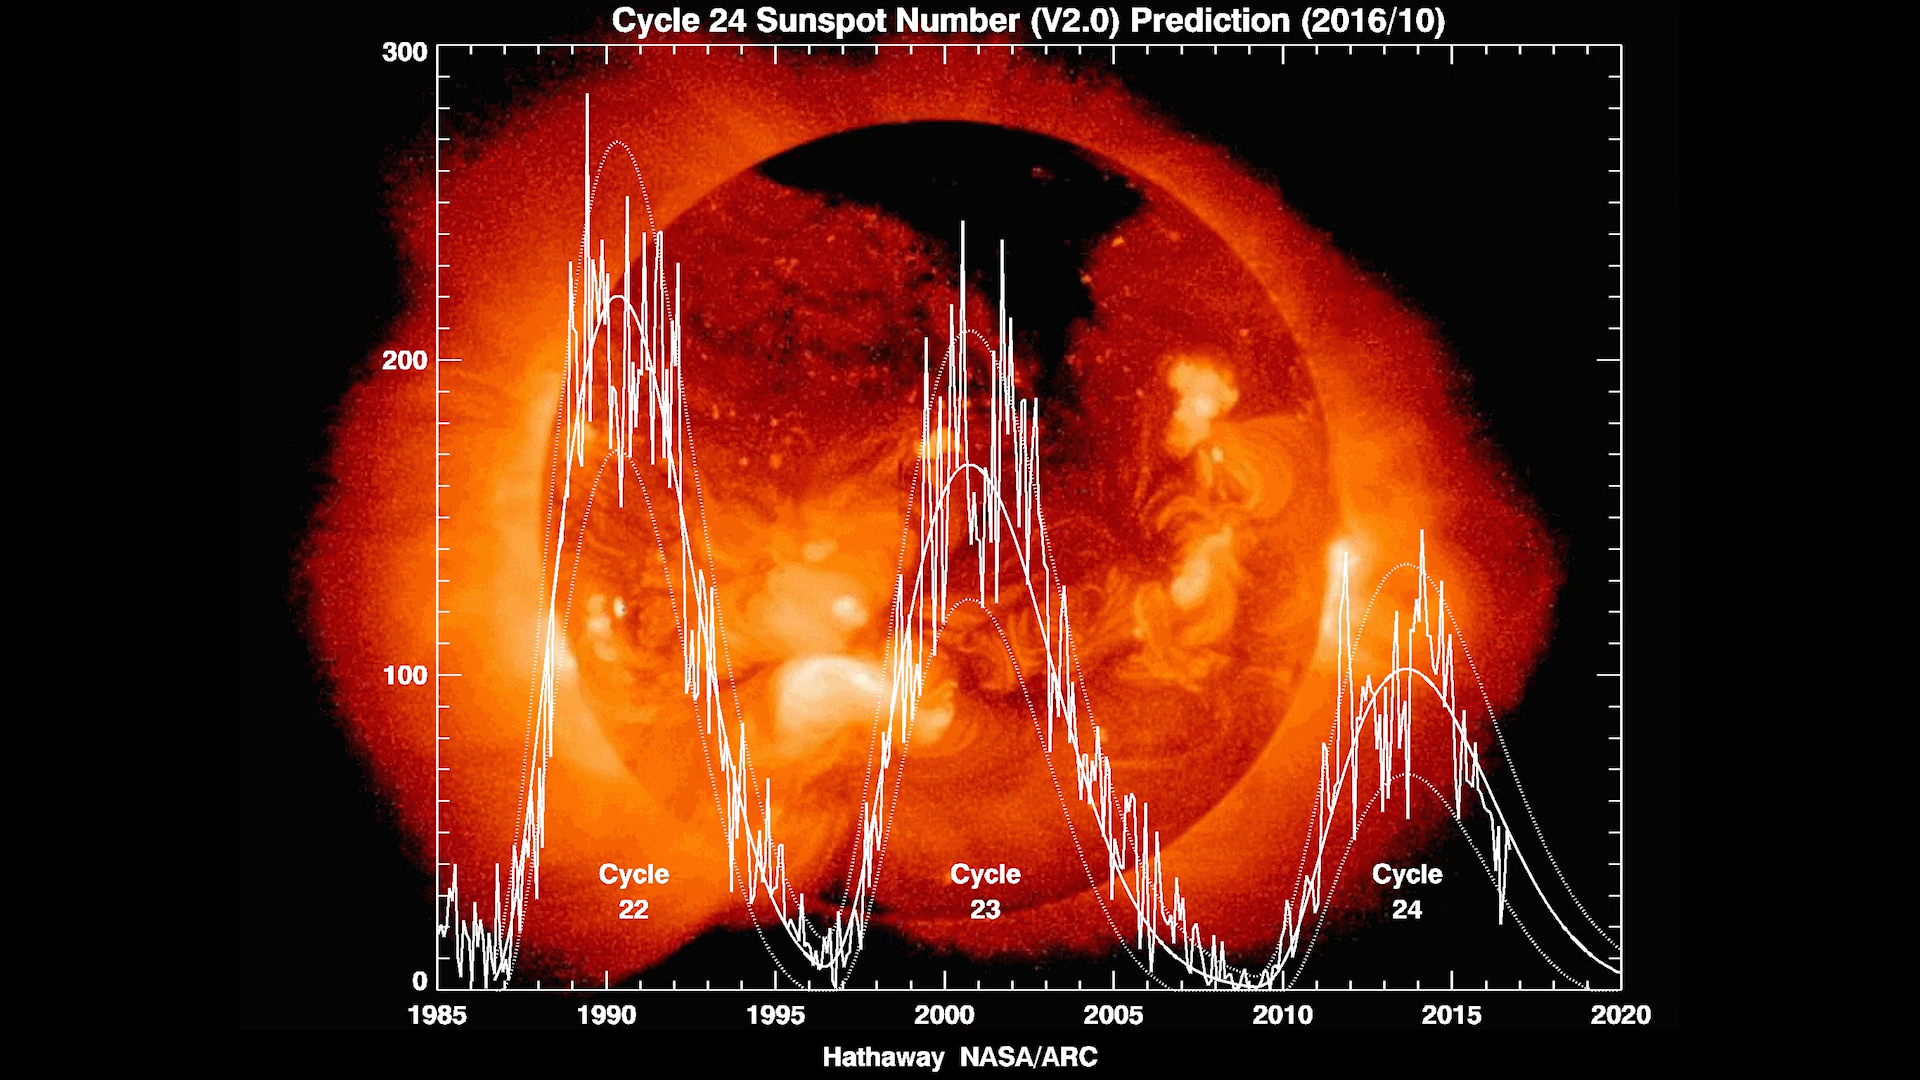 Cycle 24 Sunspot Number (V2.0) Prediction (2016/10)
300
200
100
0
Cycle
22
Cycle
23
Cycle
24
1985 1990 1995 2000 2005 2010 2015 2020
Hathaway NASA/ARC